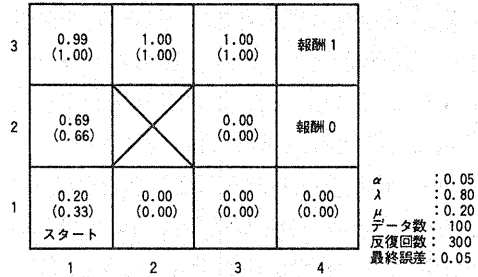 3 0.99 1.00 1.00 報酬 1
(1.00) (1.00) (1.00)
2 0.69 0.00 報酬 0
(0.66) (0.00)
1 0.20 0.00 0.00 0.00
(0.33) (0.00) (0.00) (0.00)
スタート
1 2 3 4
α :0.05
λ :0.80
μ :0.20
データ数: 100
反復回数: 300
最終誤差:0.05